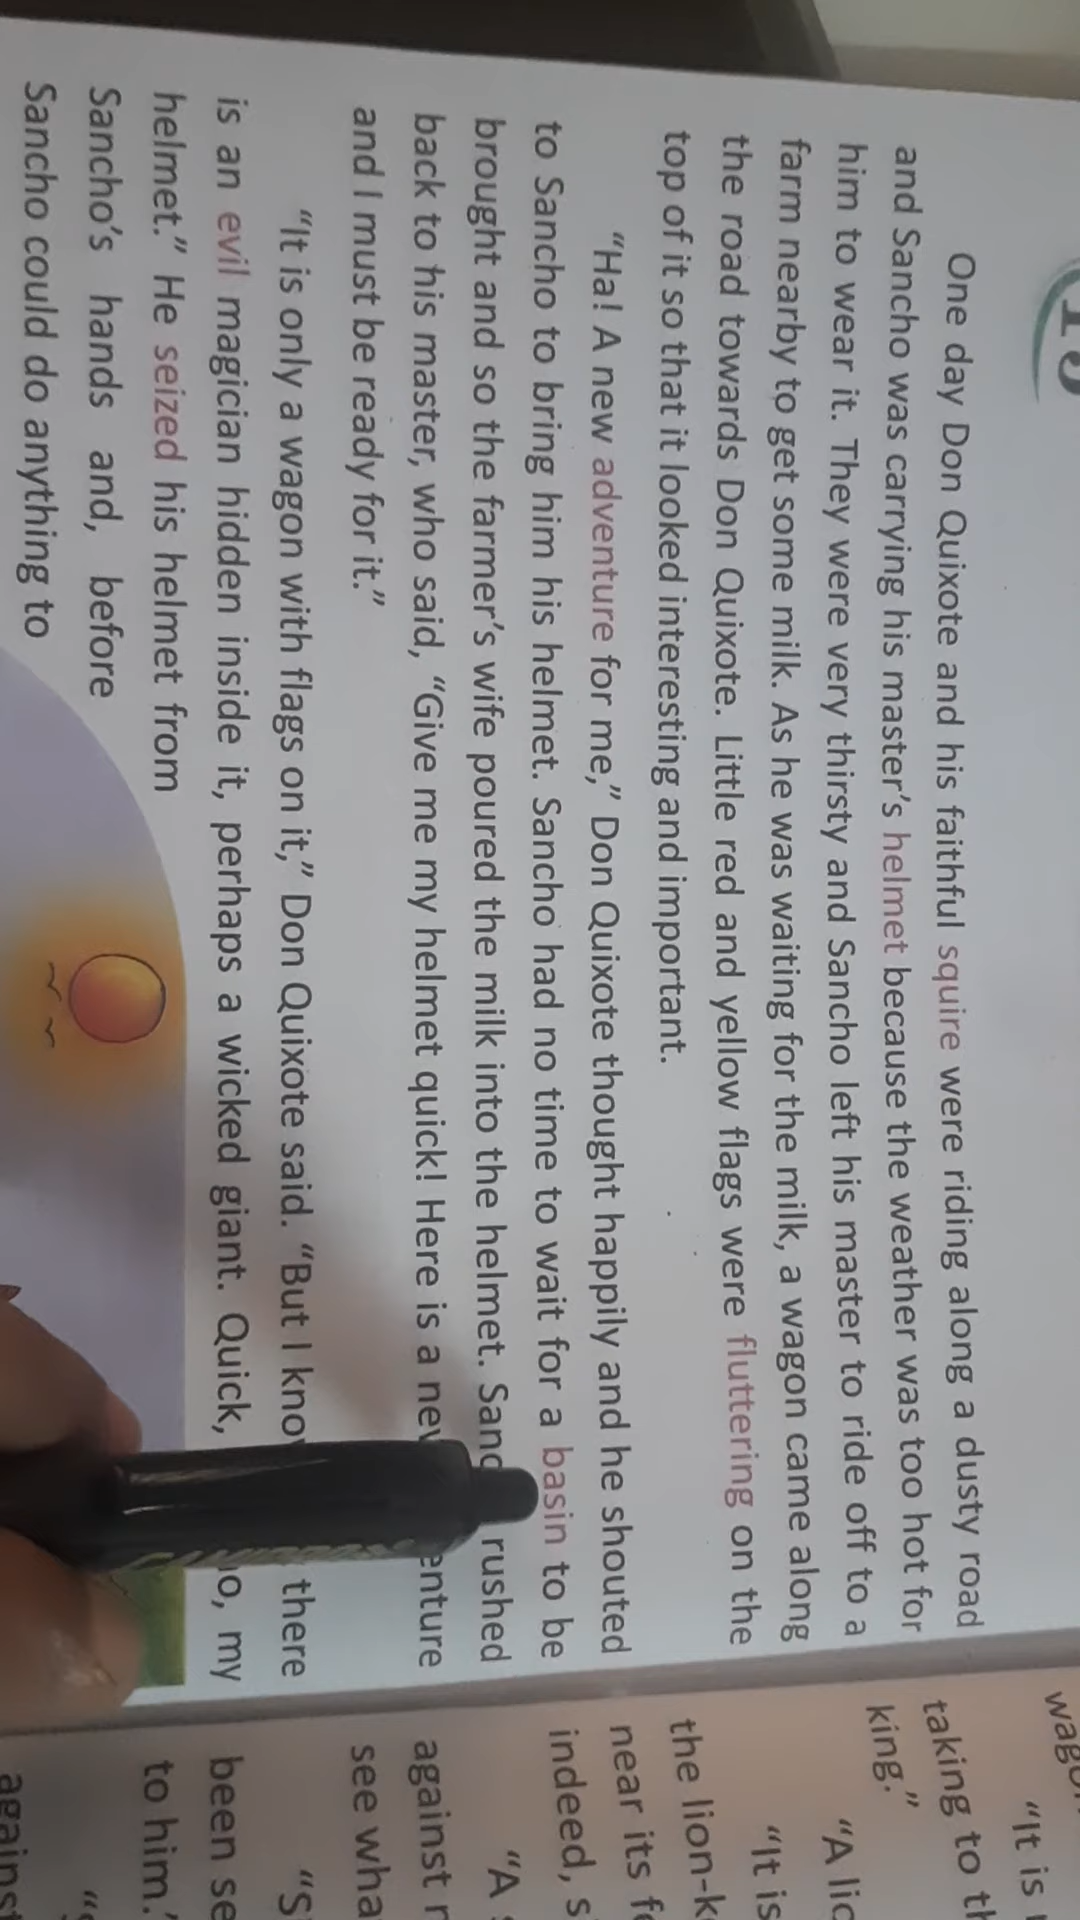 One day Don Quixote and his faithful squire were riding along a dusty road
and Sancho was carrying his master's helmet because the weather was too hot for
him to wear it. They were very thirsty and Sancho left his master to ride off to a
farm nearby to get some milk. As he was waiting for the milk, a wagon came along
the road towards Don Quixote. Little red and yellow flags were fluttering on the
top of it so that it looked interesting and important.
"Ha! A new adventure for me," Don Quixote thought happily and he shouted
to Sancho to bring him his helmet. Sancho had no time to wait for a basin to be
brought and so the farmer's wife poured the milk into the helmet. rushed
back to his master, who said, "Give me my helmet quick! Here is a
and I must be ready for it."
"It is only a wagon with flags on it," Don Quixote said. "But I there
is an evil magician hidden inside it, perhaps a wicked giant. Quick, my
helmet." He seized his helmet from
Sancho's hands and, before
Sancho could do anything to
"It is
taking to
king."
"A
"It is
the
near its
indeed,
"A
against
see
"S
been
to him.
against